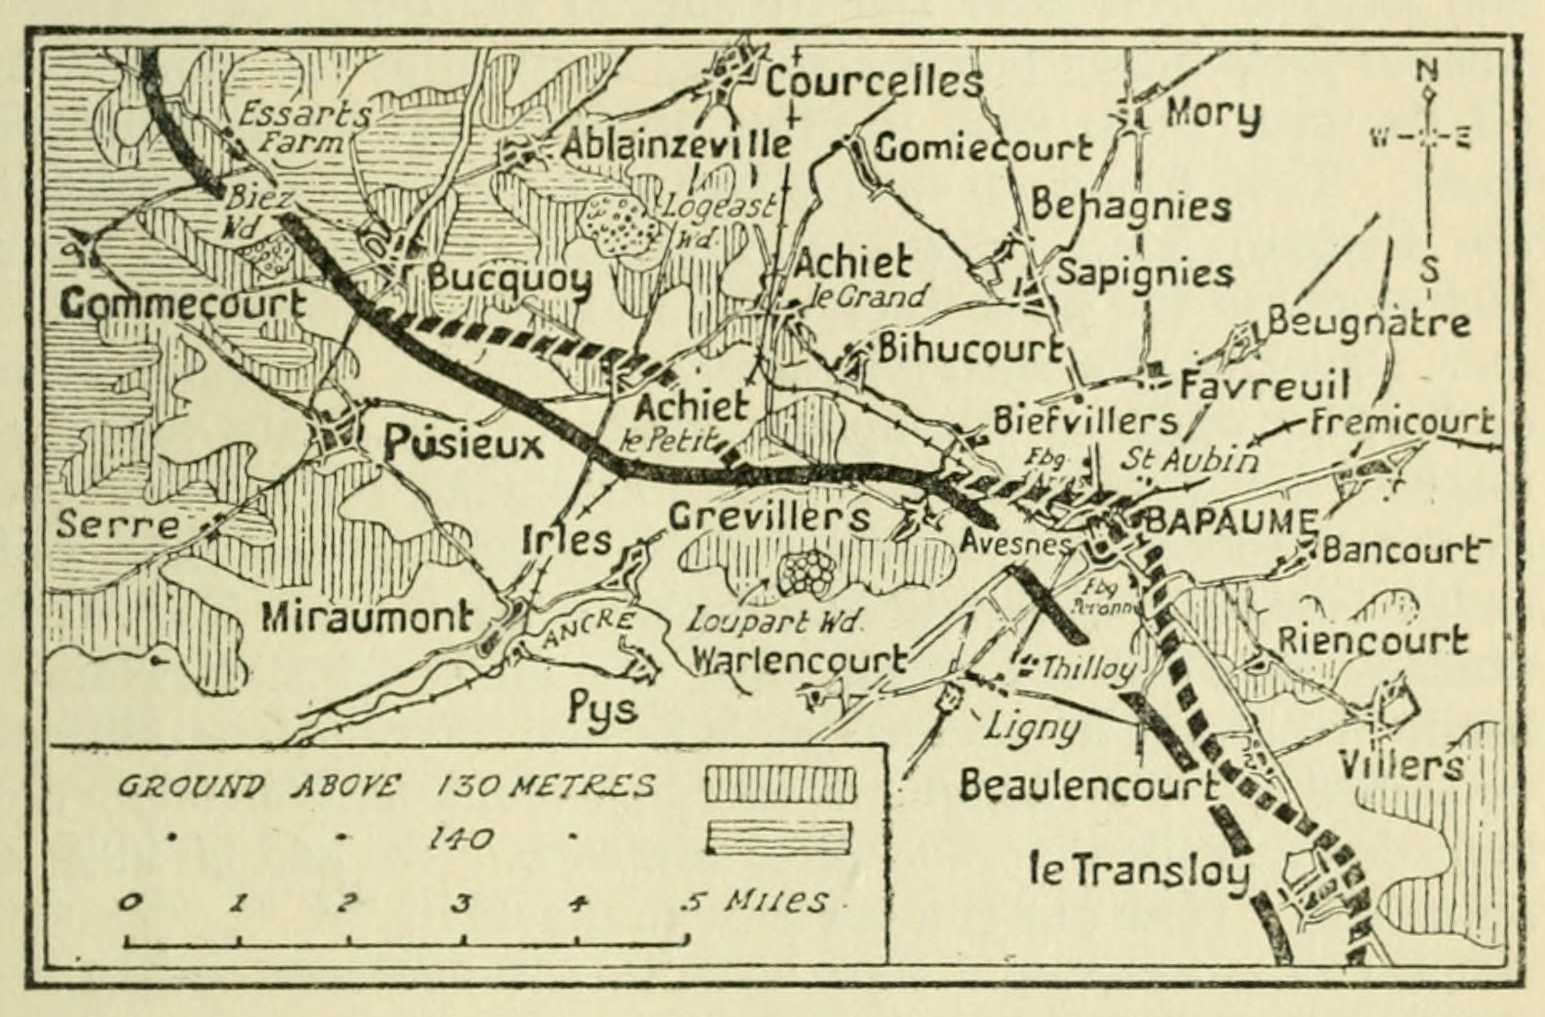 Courcelles
N
Essarts
Farm
Mory
Ablainzeville
Gomiecourt
W
E
Biez
Wd
Logeast
Wd.
Behagnies
Achiet
le Grand
Sapignies
S
Bucquoy
Gommecourt
Beugnâtre
Bihucourt
Favreuil
Achiet
le Petit
Biefvillers
Fremicourt
Pusieux
Fbg
St Aubin
Serre
Irles
Grevillers
BAPAUME
Avesnes
Bancourt
Miraumont
ANCRE
Loupart Wd.
Fbg
Riencourt
Warlencourt
Thilloy
Pys
Ligny
Villers
Beaulencourt
le Transloy
GROUND ABOVE 130 METRES
" " 140 "
0 1 2 3 4 5 Miles